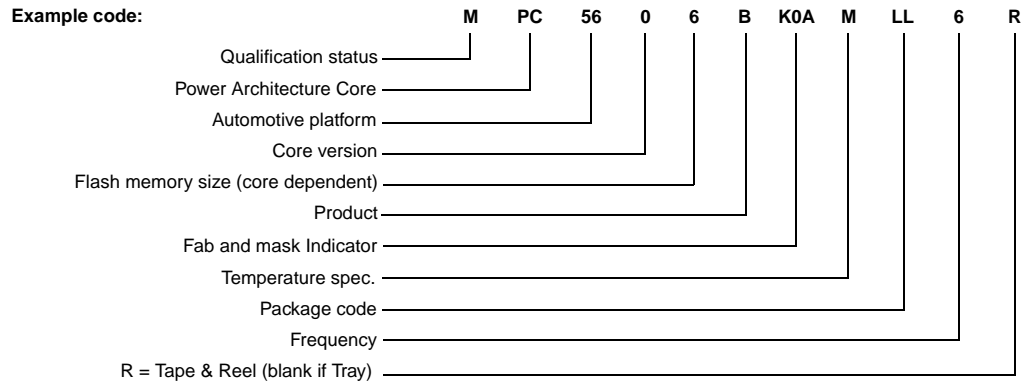 Example code: M PC 56 0 6 B K0A M LL 6 R
Qualification status
Power Architecture Core
Automotive platform
Core version
Flash memory size (core dependent)
Product
Fab and mask Indicator
Temperature spec.
Package code
Frequency
R = Tape & Reel (blank if Tray)